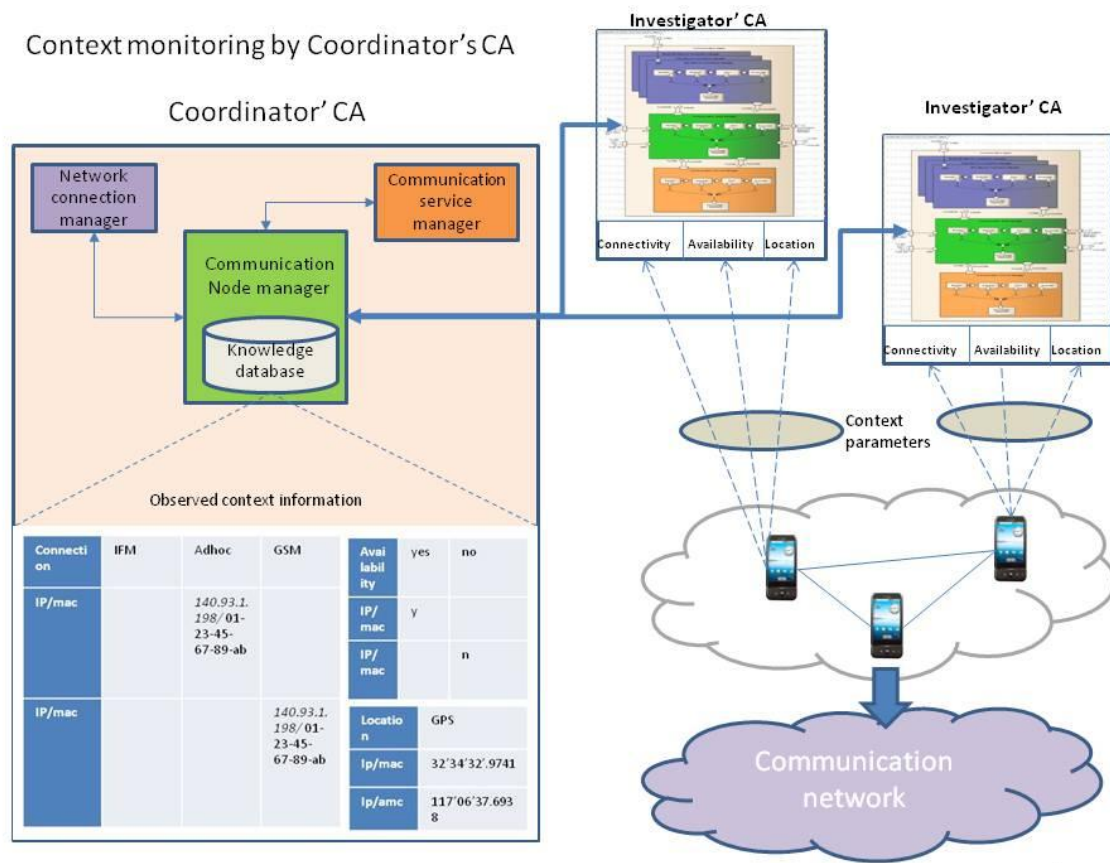 Context monitoring by Coordinator's CA
Coordinator' CA
Network
connection
manager
Communication
service
manager
Communication
Node manager
Knowledge
database
Observed context information
Connecti
on
IFM
Adhoc
GSM
IP/mac
140.93.1.
198/ 01-
23-45-
67-89-ab
IP/mac
140.93.1.
198/ 01-
23-45-
67-89-ab
Avai
labil
ity
yes
no
IP/
mac
y
IP/
mac
n
Locatio
n
GPS
Ip/mac
32'34'32'.9741
Ip/amc
117'06'37.693
8
Investigator' CA
Connectivity
Availability
Location
Investigator' CA
Connectivity
Availability
Location
Context
parameters
Communication
network